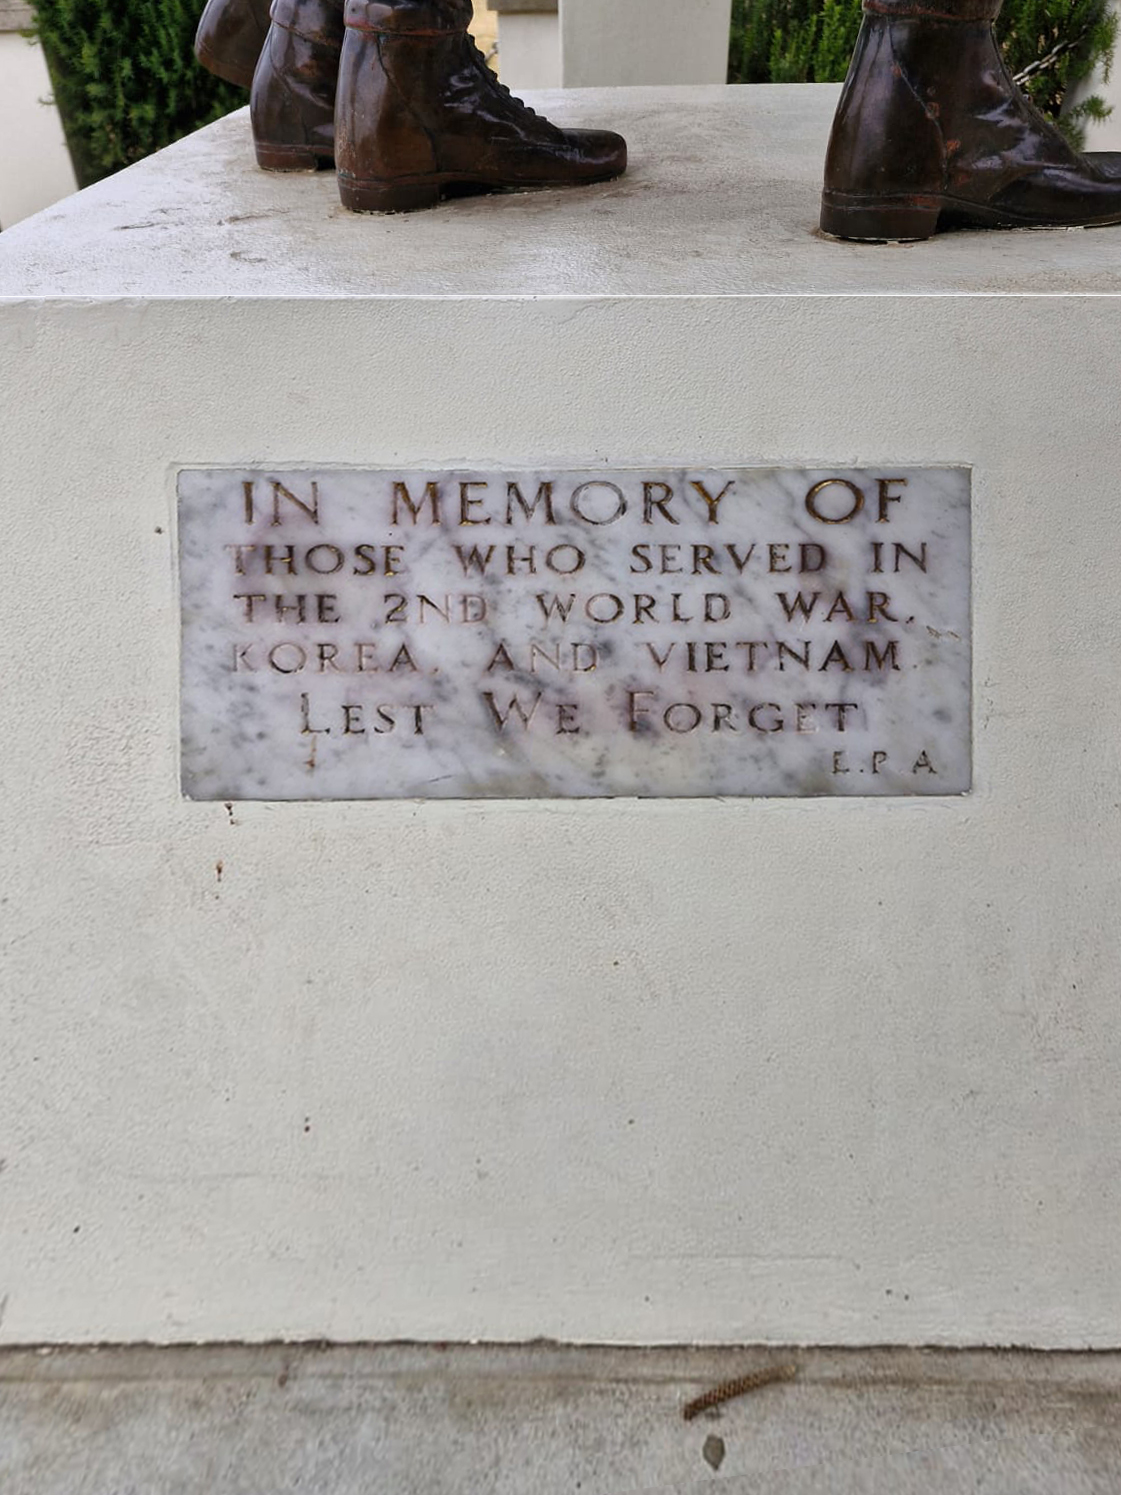 IN MEMORY OF
THOSE WHO SERVED IN
THE 2ND WORLD WAR,
KOREA, AND VIETNAM.
LEST WE FORGET
E.P.A